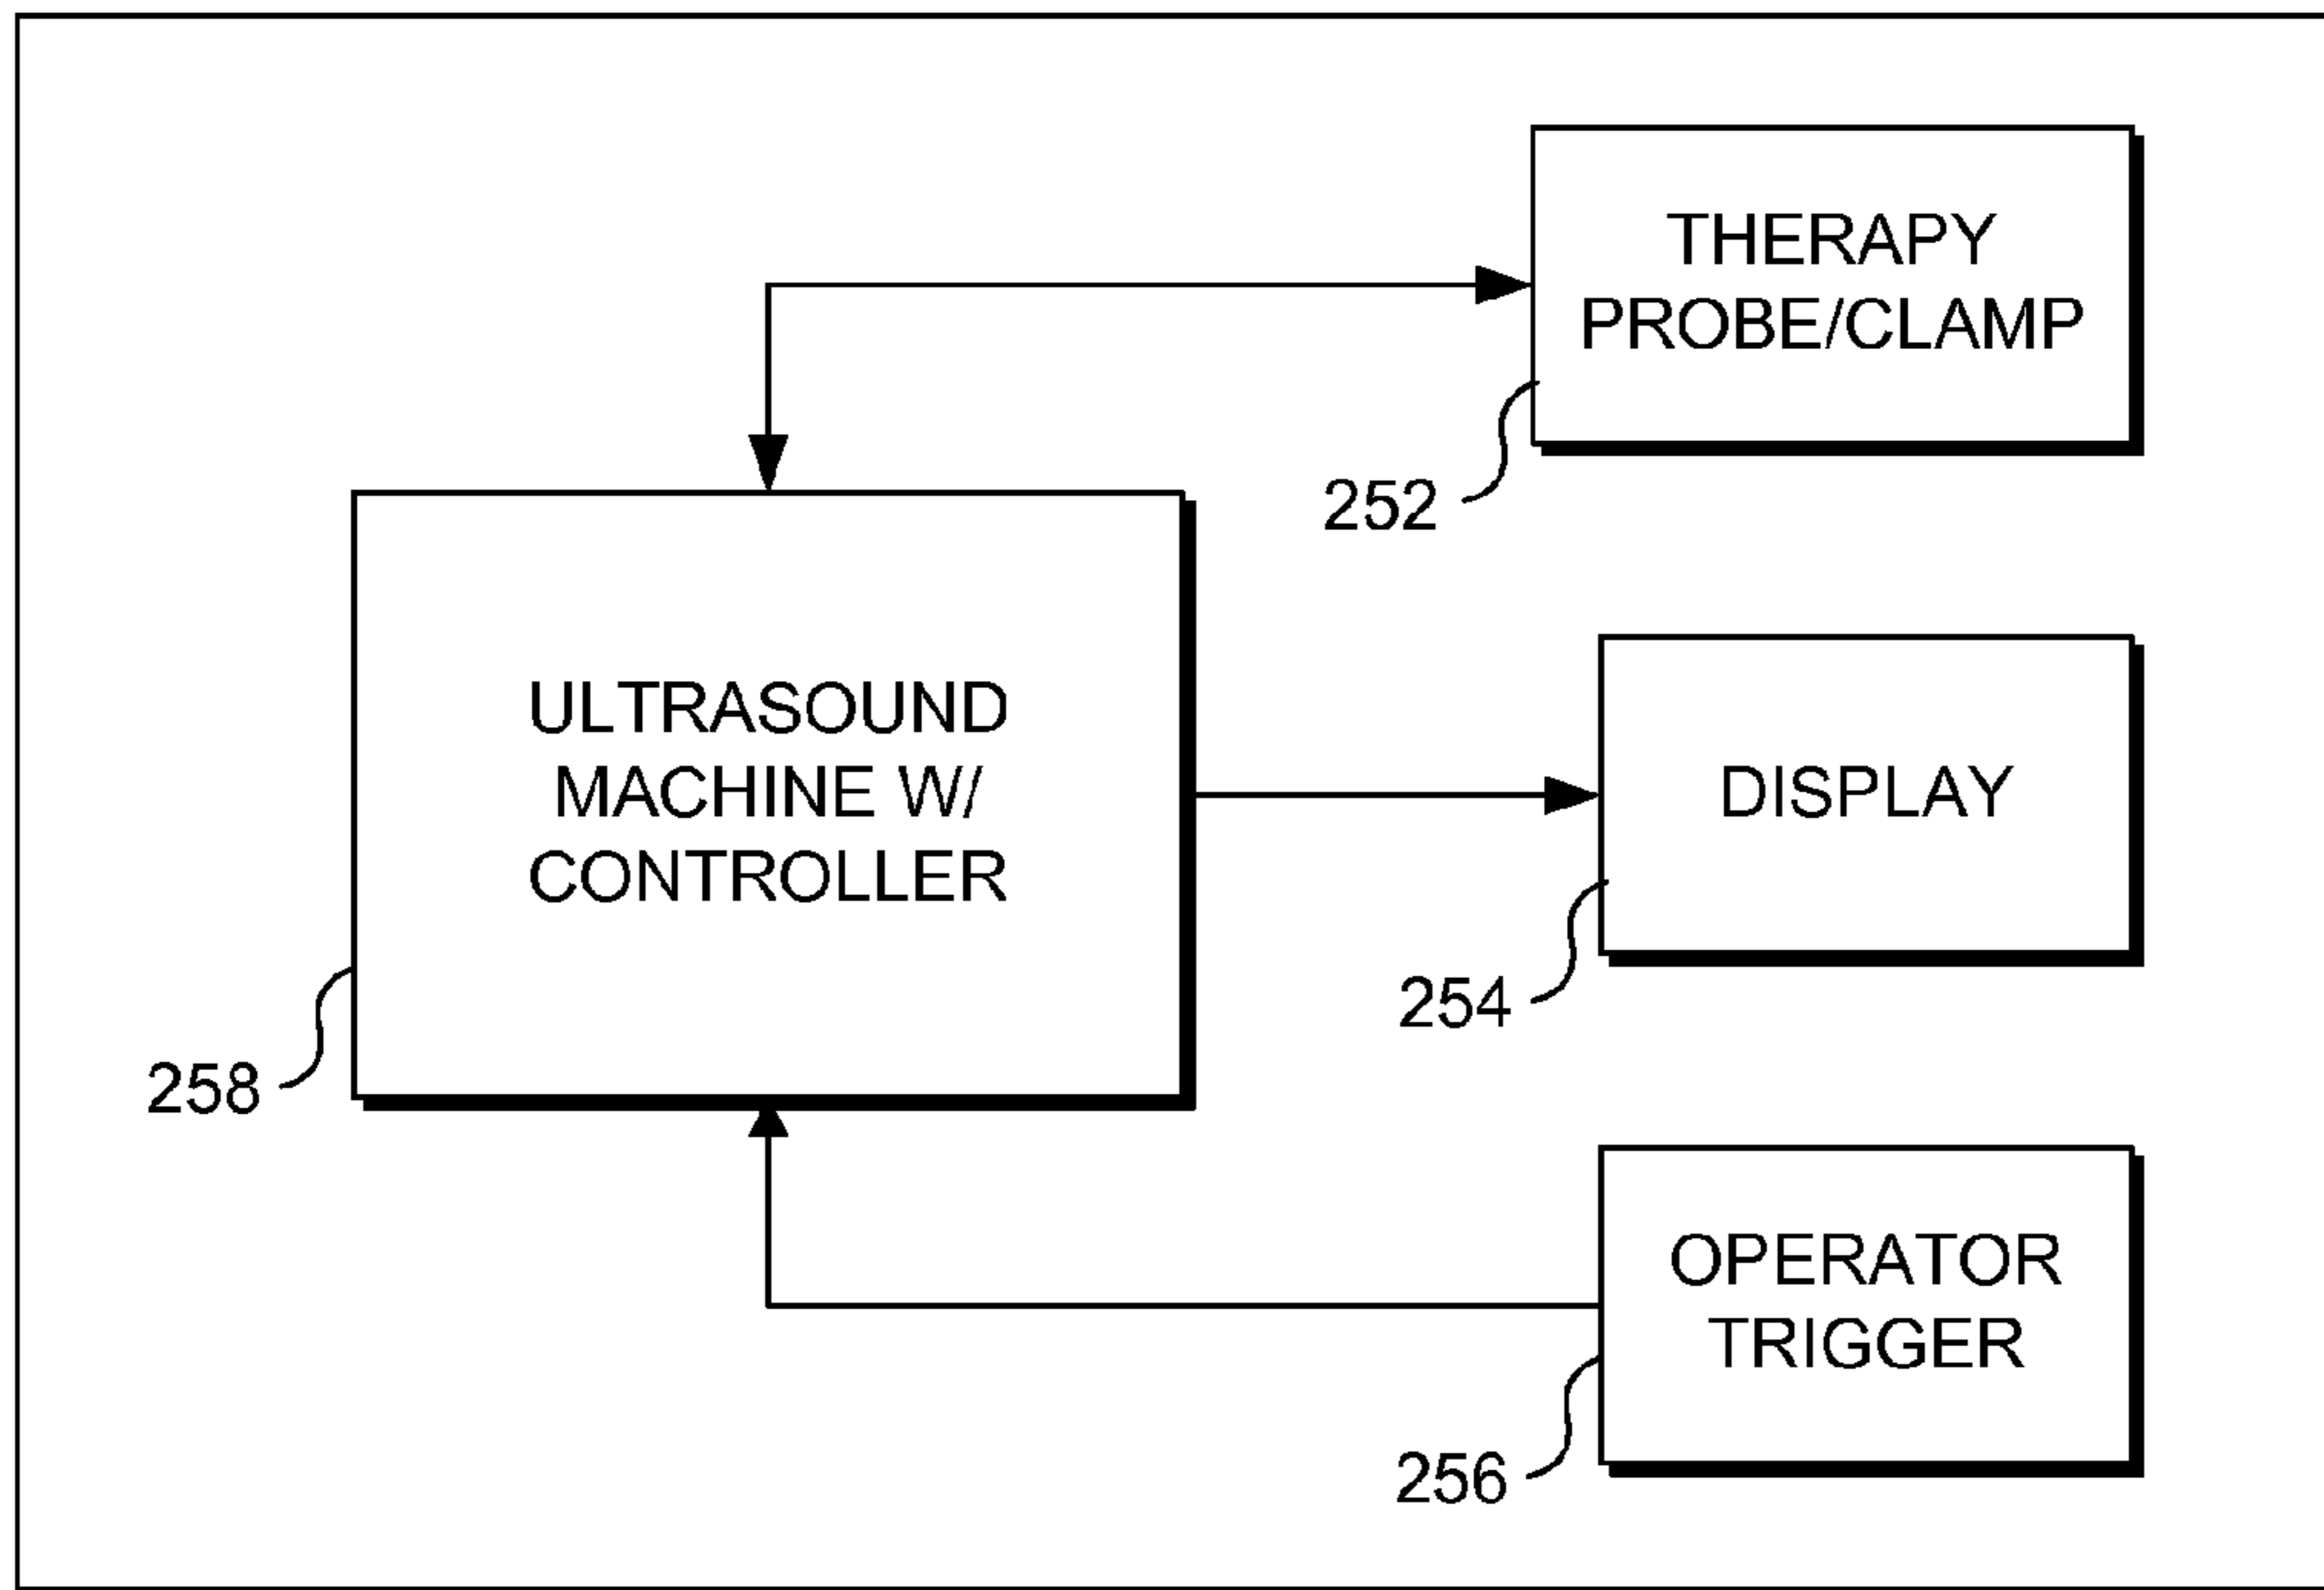 THERAPY
PROBE/CLAMP
252
ULTRASOUND
MACHINE W/
CONTROLLER
258
DISPLAY
254
OPERATOR
TRIGGER
256